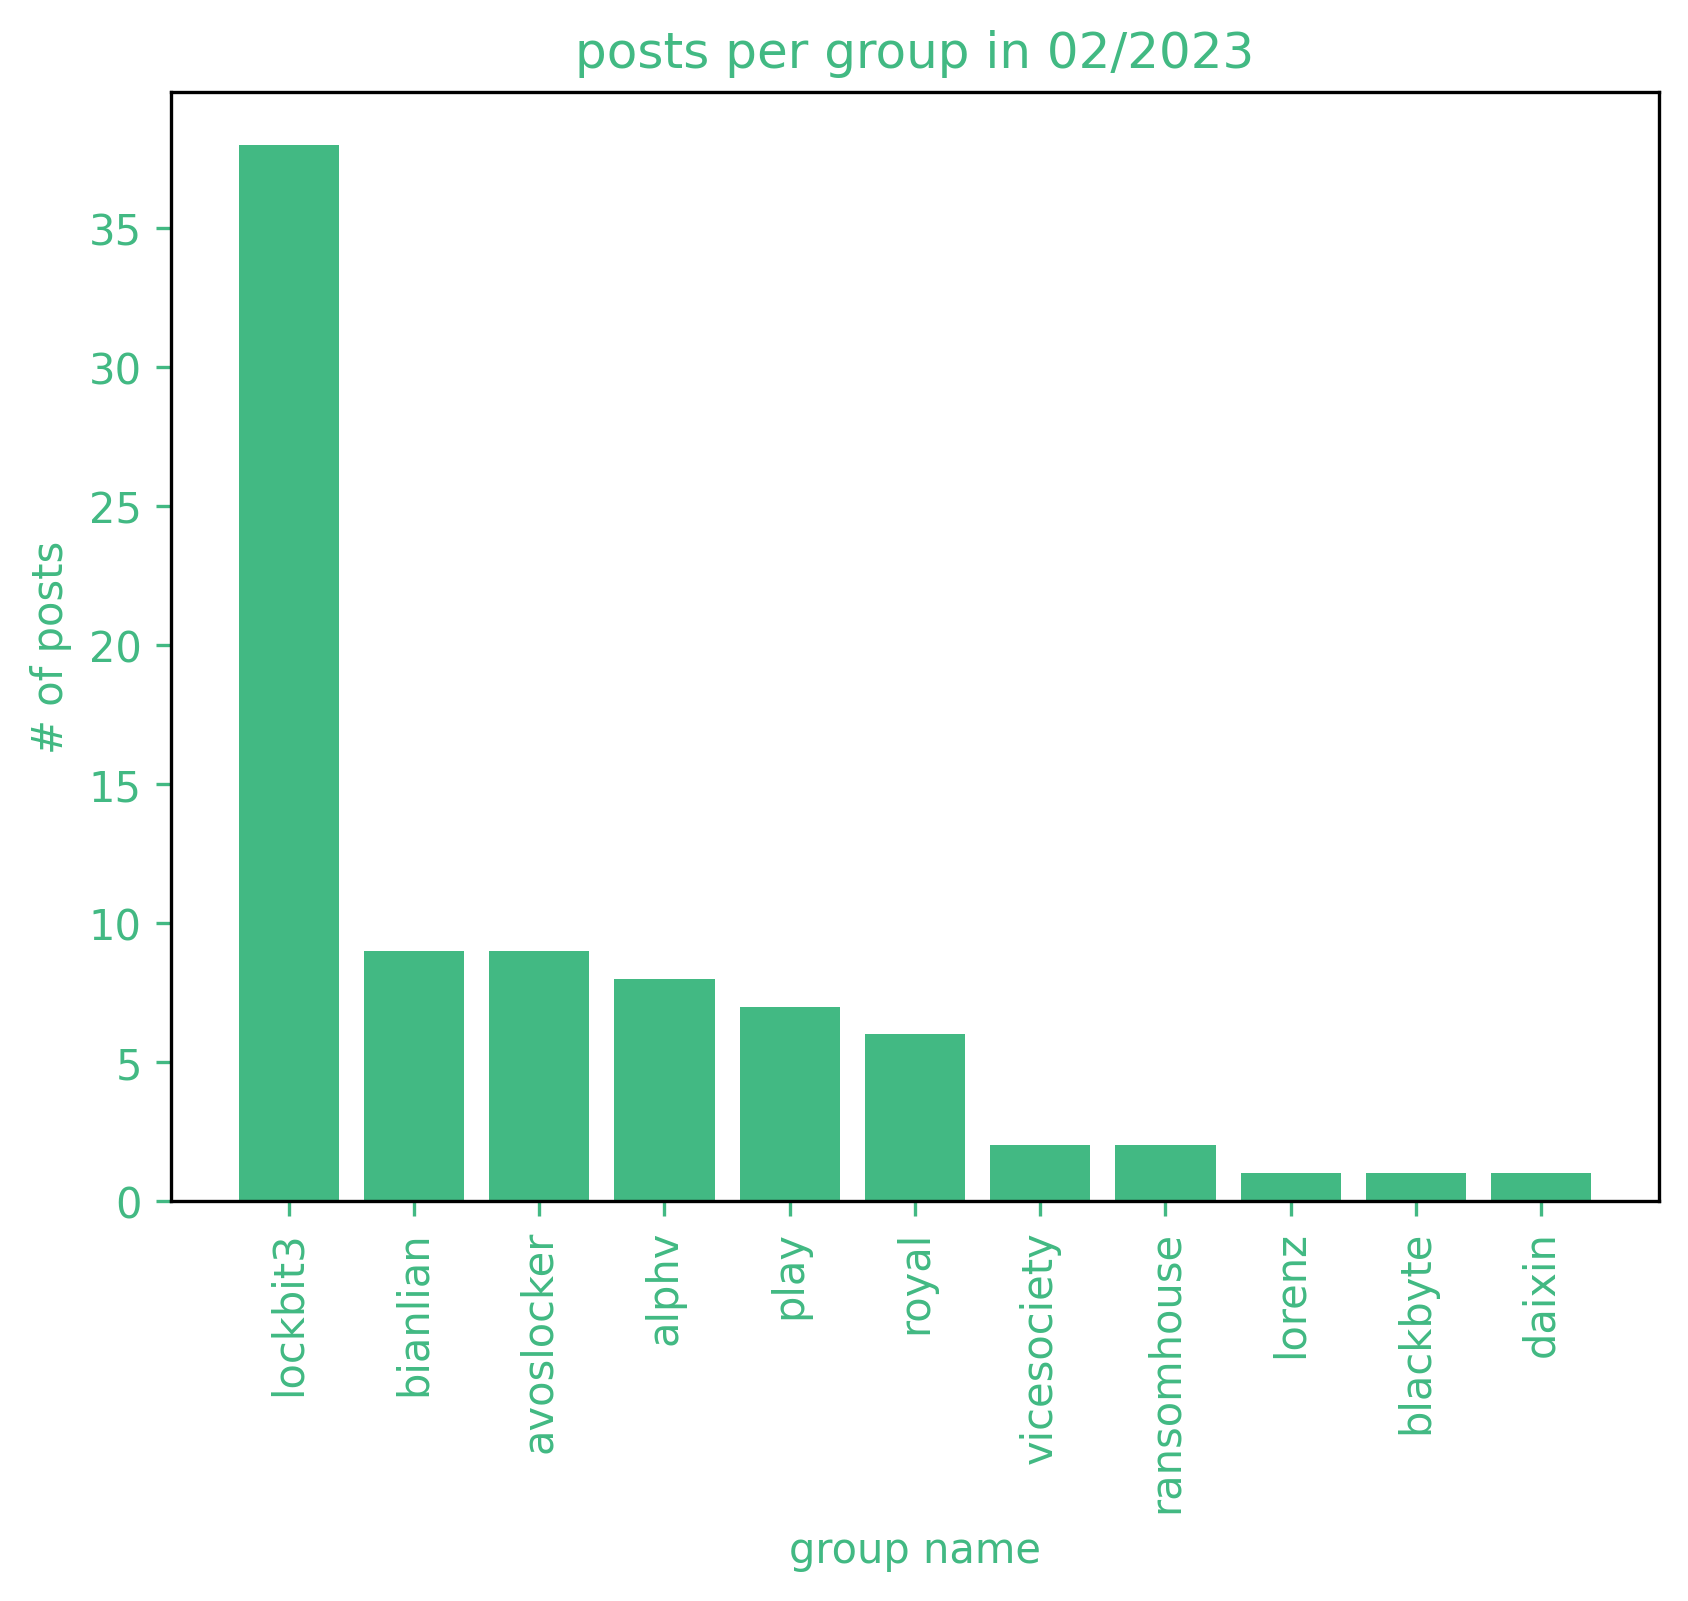 posts per group in 02/2023
# of posts
35
30
25
20
15
10
5
0
lockbit3
bianlian
avoslocker
alphv
play
royal
vicesociety
ransomhouse
lorenz
blackbyte
daixin
group name